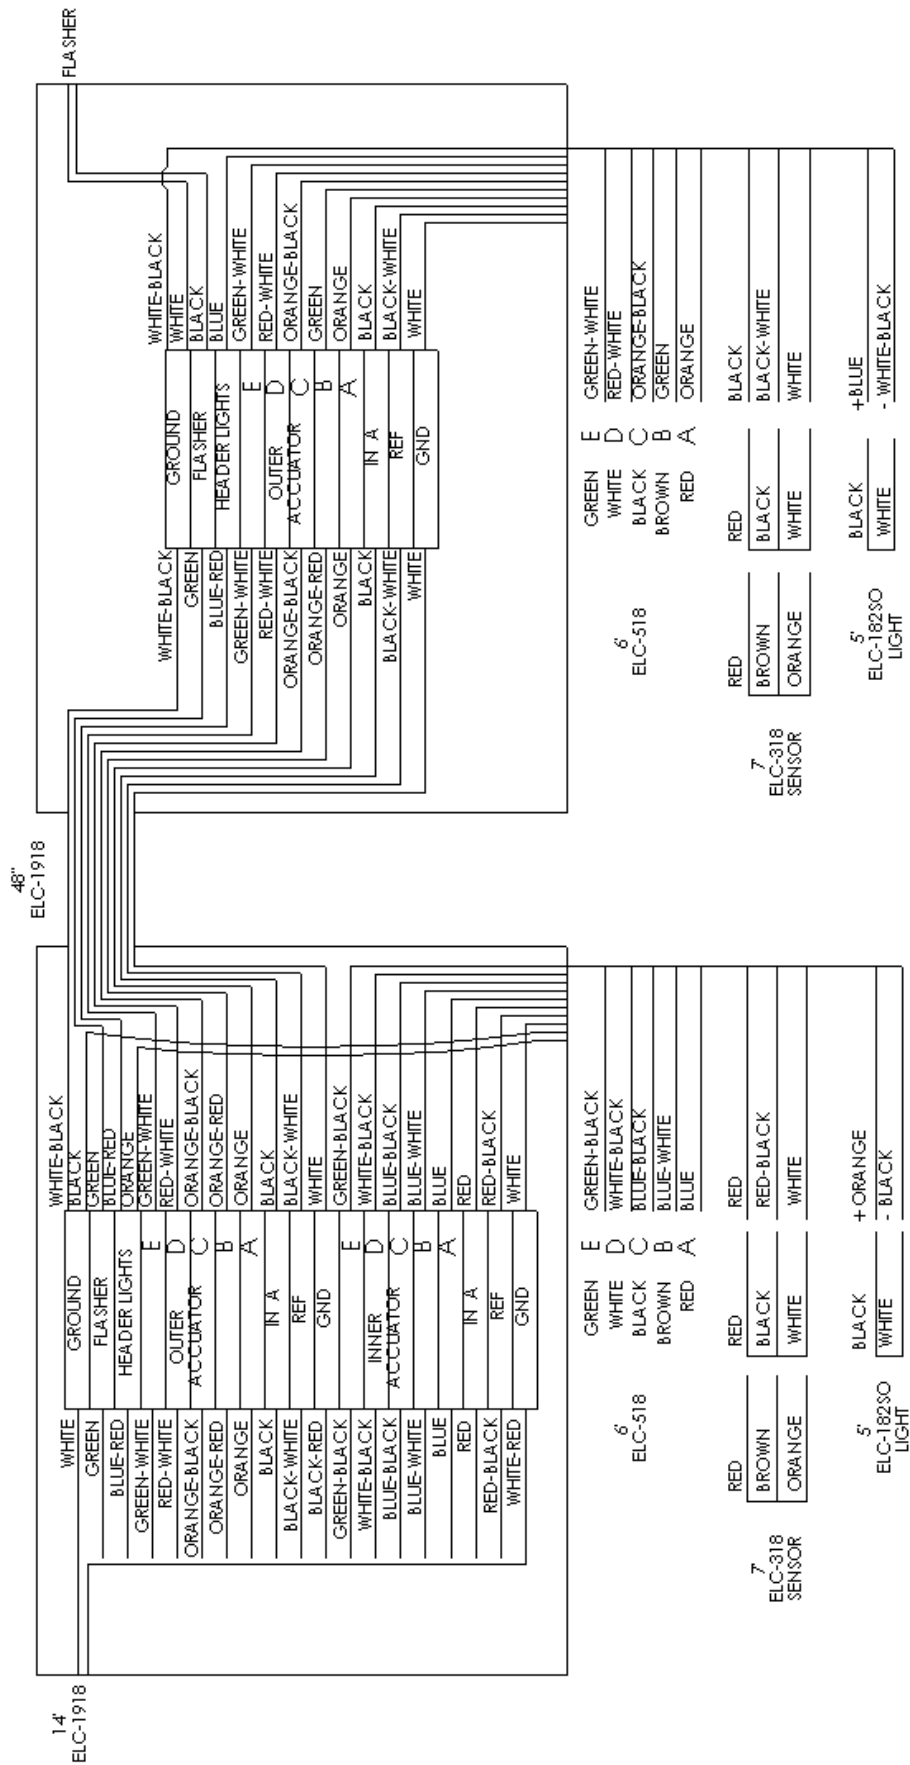 14'
ELC-1918
WHITE
GREEN
BLUE-RED
GREEN-WHITE
RED-WHITE
ORANGE-BLACK
ORANGE-RED
ORANGE
BLACK
BLACK-WHITE
BLACK-RED
GREEN-BLACK
WHITE-BLACK
BLUE-BLACK
BLUE-WHITE
BLUE
RED
RED-BLACK
WHITE-RED
GROUND
FLASHER
HEADER LIGHTS
E
OUTER D
ACCUATOR C
B
A
IN A
REF
GND
E
INNER D
ACCUATOR C
B
A
IN A
REF
GND
WHITE-BLACK
BLACK
GREEN
BLUE-RED
ORANGE
GREEN-WHITE
RED-WHITE
ORANGE-BLACK
ORANGE-RED
ORANGE
BLACK
BLACK-WHITE
WHITE
GREEN-BLACK
WHITE-BLACK
BLUE-BLACK
BLUE-WHITE
BLUE
RED
RED-BLACK
WHITE
48"
ELC-1918
WHITE-BLACK
GREEN
BLUE-RED
GREEN-WHITE
RED-WHITE
ORANGE-BLACK
ORANGE-RED
ORANGE
BLACK
BLACK-WHITE
WHITE
GROUND
FLASHER
HEADER LIGHTS
E
OUTER D
ACCUATOR C
B
A
IN A
REF
GND
WHITE-BLACK
WHITE
BLACK
BLUE
GREEN-WHITE
RED-WHITE
ORANGE-BLACK
GREEN
ORANGE
BLACK
BLACK-WHITE
WHITE
FLASHER
6'
ELC-518
GREEN E GREEN-BLACK
WHITE D WHITE-BLACK
BLACK C BLUE-BLACK
BROWN B BLUE-WHITE
RED A BLUE
7'
ELC-318
SENSOR
RED RED RED
BROWN BLACK RED-BLACK
ORANGE WHITE WHITE
5'
ELC-182SO
LIGHT
BLACK +ORANGE
WHITE - BLACK
6'
ELC-518
GREEN E GREEN-WHITE
WHITE D RED-WHITE
BLACK C ORANGE-BLACK
BROWN B GREEN
RED A ORANGE
7'
ELC-318
SENSOR
RED RED BLACK
BROWN BLACK BLACK-WHITE
ORANGE WHITE WHITE
5'
ELC-182SO
LIGHT
BLACK +BLUE
WHITE - WHITE-BLACK